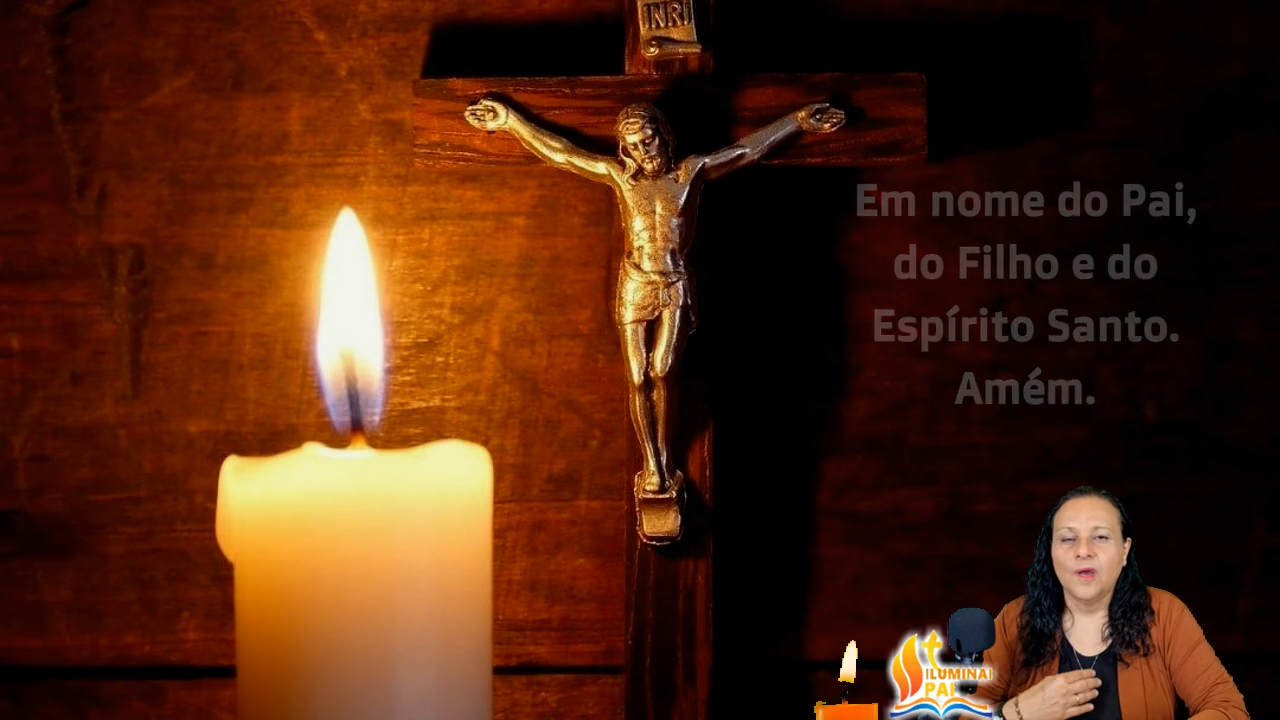 INRI
Em nome do Pai,
do Filho e do
Espírito Santo.
Amém.
ILUMINAI
PAI